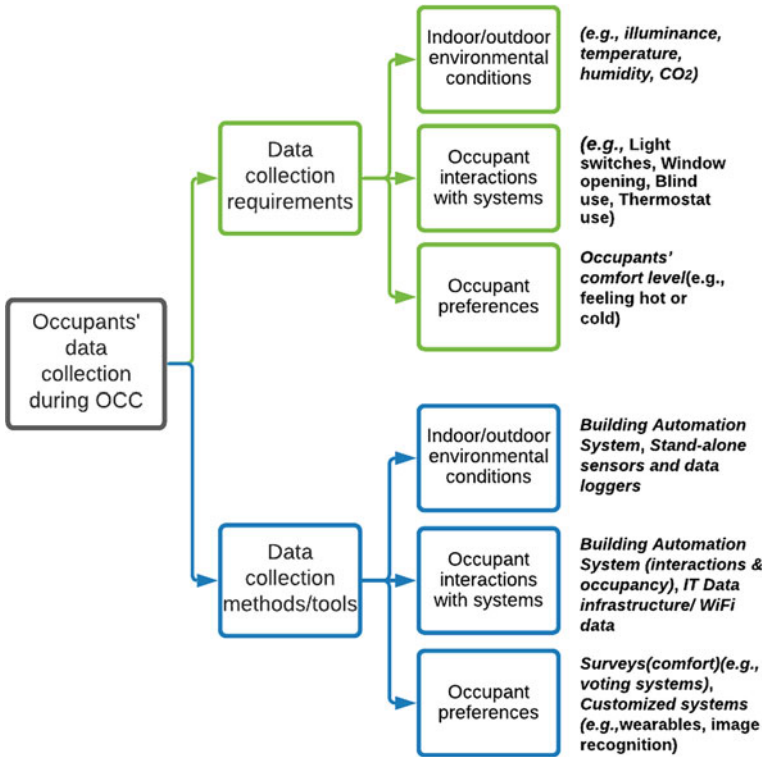 Occupants'
data
collection
during OCC
Data
collection
requirements
Indoor/outdoor
environmental
conditions
(e.g., illuminance,
temperature,
humidity, CO2)
Occupant
interactions
with systems
(e.g., Light
switches, Window
opening, Blind
use, Thermostat
use)
Occupant
preferences
Occupants'
comfort level(e.g.,
feeling hot or
cold)
Data
collection
methods/tools
Indoor/outdoor
environmental
conditions
Building Automation
System, Stand-alone
sensors and data
loggers
Occupant
interactions
with systems
Building Automation
System (interactions &
occupancy), IT Data
infrastructure/ WiFi
data
Occupant
preferences
Surveys(comfort)(e.g.,
voting systems),
Customized systems
(e.g.,wearables, image
recognition)